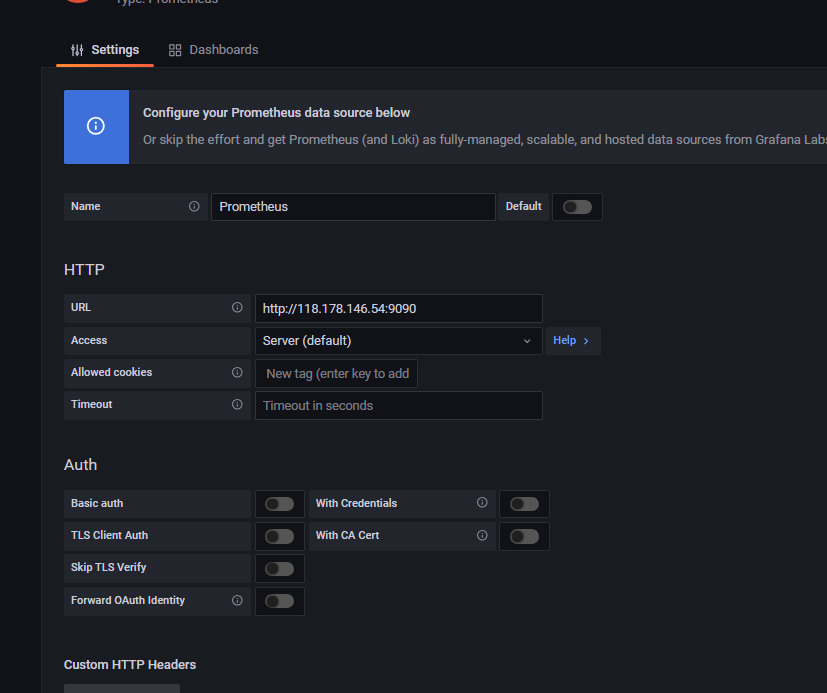 Type: Prometheus
Settings Dashboards
Configure your Prometheus data source below
Or skip the effort and get Prometheus (and Loki) as fully-managed, scalable, and hosted data sources from Grafana Labs
Name Prometheus Default
HTTP
URL http://118.178.146.54:9090
Access Server (default) Help
Allowed cookies New tag (enter key to add
Timeout Timeout in seconds
Auth
Basic auth With Credentials
TLS Client Auth With CA Cert
Skip TLS Verify
Forward OAuth Identity
Custom HTTP Headers